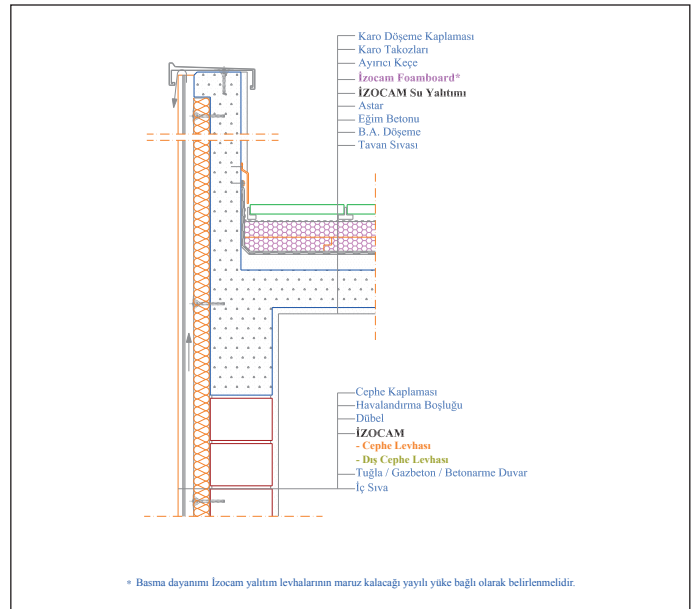 Karo Döşeme Kaplaması
Karo Takozları
Ayırıcı Keçe
İzocam Foamboard*
İZOCAM Su Yalıtımı
Astar
Eğim Betonu
B.A. Döşeme
Tavan Sıvası
Cephe Kaplaması
Havalandırma Boşluğu
Dübel
İZOCAM
- Cephe Levhası
- Dış Cephe Levhası
Tuğla / Gazbeton / Betonarme Duvar
İç Sıva
* Basma dayanımı İzocam yalıtım levhalarının maruz kalacağı yayılı yüke bağlı olarak belirlenmelidir.